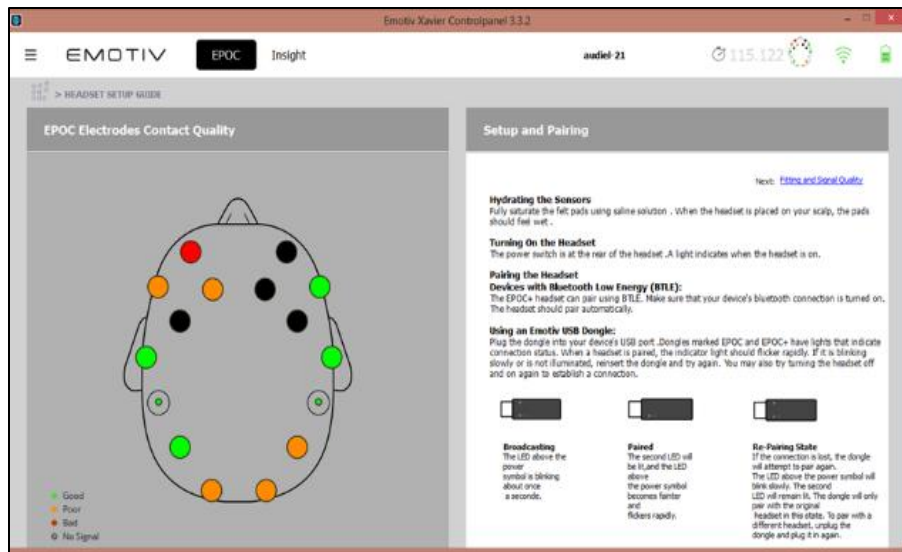 Emotiv Xavier Controlpanel 3.3.2
EMOTIV
EPOC
Insight
audiel-21
115.122
> HEADSET SETUP GUIDE
EPOC Electrodes Contact Quality
Good
Poor
Bad
No Signal
Setup and Pairing
Next: Fitting and Signal Quality
Hydrating the Sensors
Fully saturate the felt pads using saline solution . When the headset is placed on your scalp, the pads
should feel wet .
Turning On the Headset
The power switch is at the rear of the headset .A light indicates when the headset is on.
Pairing the Headset
Devices with Bluetooth Low Energy (BTLE):
The EPOC+ headset can pair using BTLE. Make sure that your device's bluetooth connection is turned on.
The headset should pair automatically.
Using an Emotiv USB Dongle:
Plug the dongle into your device's USB port .Dongles marked EPOC and EPOC+ have lights that indicate
connection status. When a headset is paired, the indicator light should flicker rapidly. If it is blinking
slowly or is not illuminated, reinsert the dongle and try again. You may also try turning the headset off
and on again to establish a connection.
Broadcasting
The LED above the
power
symbol is blinking
about once
a seconde.
Paired
The second LED will
be lit,and the LED
above
the power symbol
becomes fainter
and
flickers rapidly.
Re-Pairing State
If the connection is lost, the dongle
will attempt to pair again.
The LED above the power symbol will
blink slowly. The second
LED will remain lit. The dongle will only
pair with the original
headset in this state. To pair with a
different headset, unplug the
dongle and plug it in again.